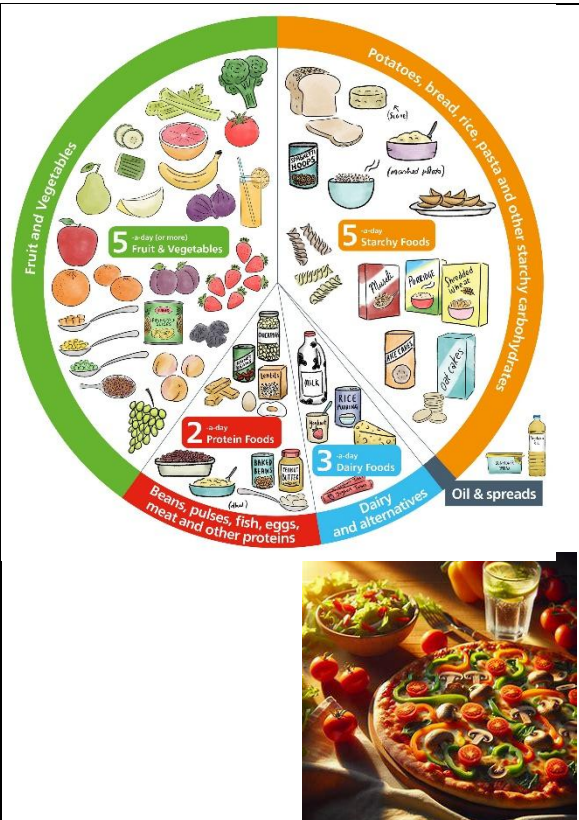 Fruit and Vegetables
Potatoes, bread, rice, pasta and other starchy carbohydrates
(scone)
SPAGHETTI
HOOPS
(mashed potato)
5 -a-day (or more)
Fruit & Vegetables
5 -a-day
Starchy Foods
Muesli
PORRIDGE
Shredded
wheat
CHICKPEAS
MILK
RICE CAKES
Oat cakes
Lentils
RICE
PUDDING
Yoghurt
2 -a-day
Protein Foods
3 -a-day
Dairy Foods
BAKED
BEANS
PEANUT
BUTTER
(dhal)
Beans, pulses, fish, eggs,
meat and other proteins
Dairy
and alternatives
Oil & spreads